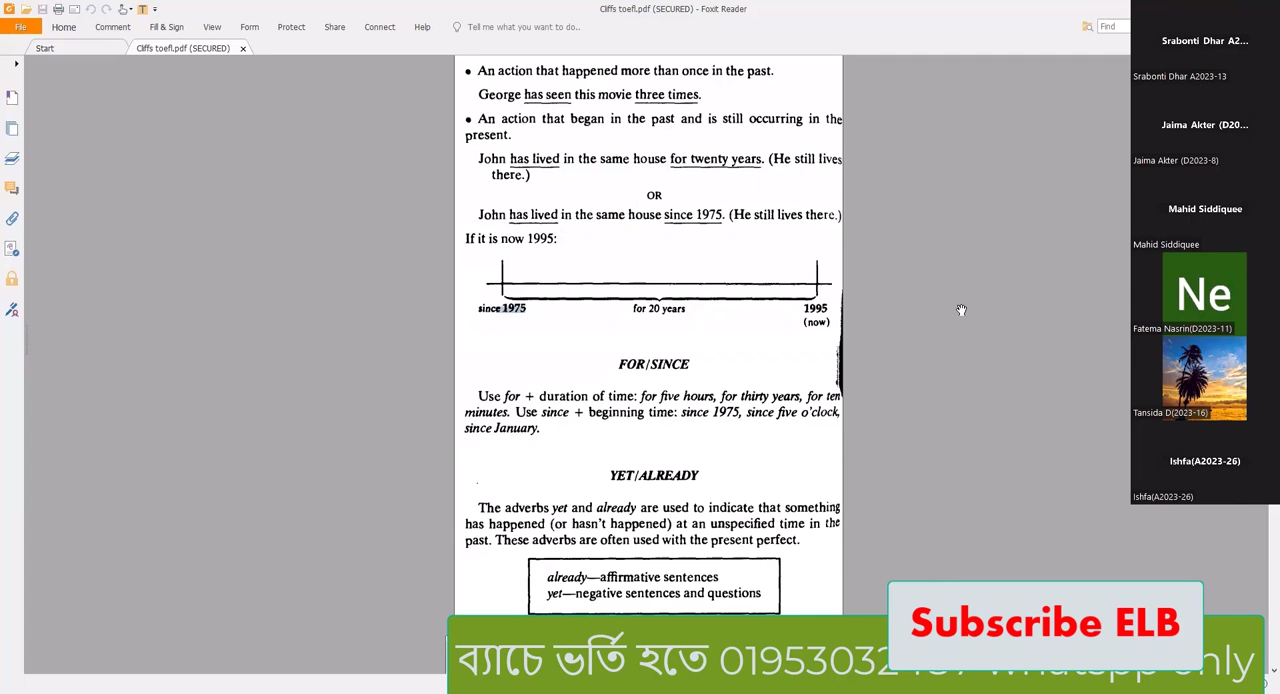 Cliffs toefl.pdf (SECURED) - Foxit Reader
File Home Comment Fill & Sign View Form Protect Share Connect Help Tell me what you want to do... Find
Start Cliffs toefl.pdf (SECURED)
• An action that happened more than once in the past.
George has seen this movie three times.
• An action that began in the past and is still occurring in the
present.
John has lived in the same house for twenty years. (He still lives
there.)
OR
John has lived in the same house since 1975. (He still lives there.)
If it is now 1995:
since 1975 for 20 years 1995
(now)
FOR/SINCE
Use for + duration of time: for five hours, for thirty years, for ten
minutes. Use since + beginning time: since 1975, since five o'clock,
since January.
YET/ALREADY
The adverbs yet and already are used to indicate that something
has happened (or hasn't happened) at an unspecified time in the
past. These adverbs are often used with the present perfect.
already—affirmative sentences
yet—negative sentences and questions
Srabonti Dhar A2...
Srabonti Dhar A2023-13
Jaima Akter (D20...
Jaima Akter (D2023-8)
Mahid Siddiquee
Mahid Siddiquee
Ne
Fatema Nasrin(D2023-11)
Tansida D(2023-16)
Ishfa(A2023-26)
Ishfa(A2023-26)
Subscribe ELB
ব্যাচে ভর্তি হতে only